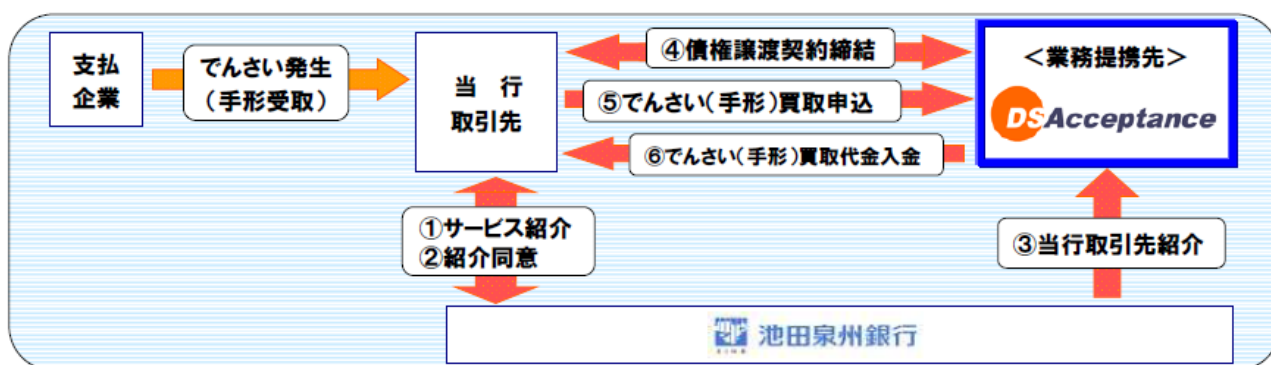 支払
企業
でんさい発生
（手形受取）
当　行
取引先
④債権譲渡契約締結
⑤でんさい（手形）買取申込
⑥でんさい（手形）買取代金入金
＜業務提携先＞
DSAcceptance
①サービス紹介
②紹介同意
③当行取引先紹介
池田泉州銀行